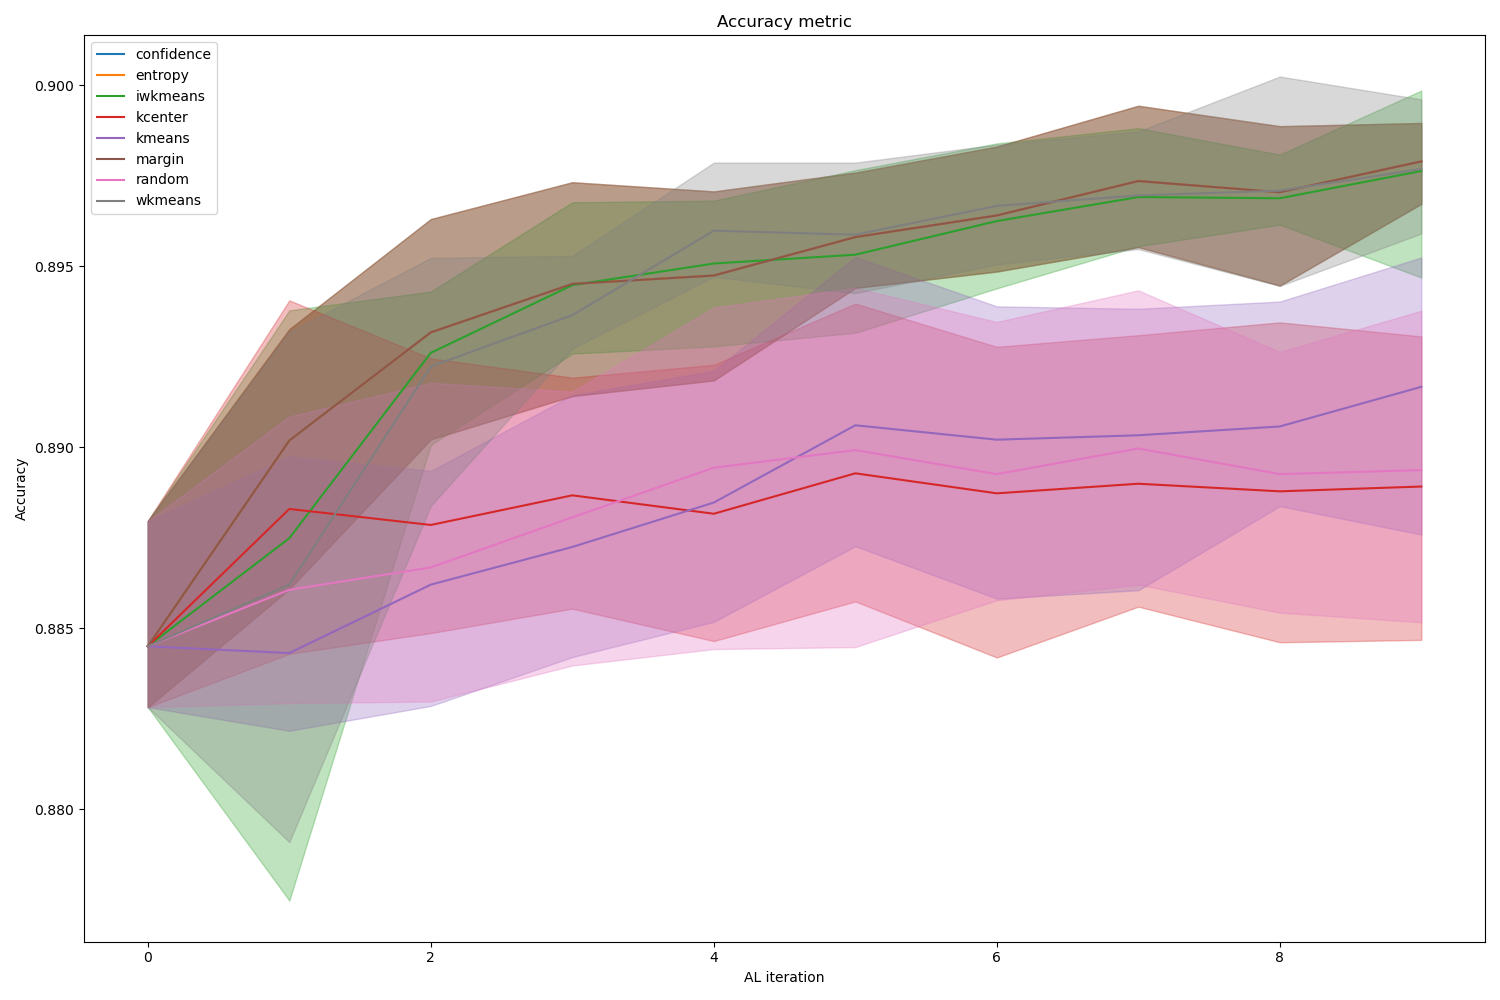 Accuracy metric
confidence
entropy
iwkmeans
kcenter
kmeans
margin
random
wkmeans
0.900
0.895
0.890
0.885
0.880
Accuracy
0 2 4 6 8
AL iteration